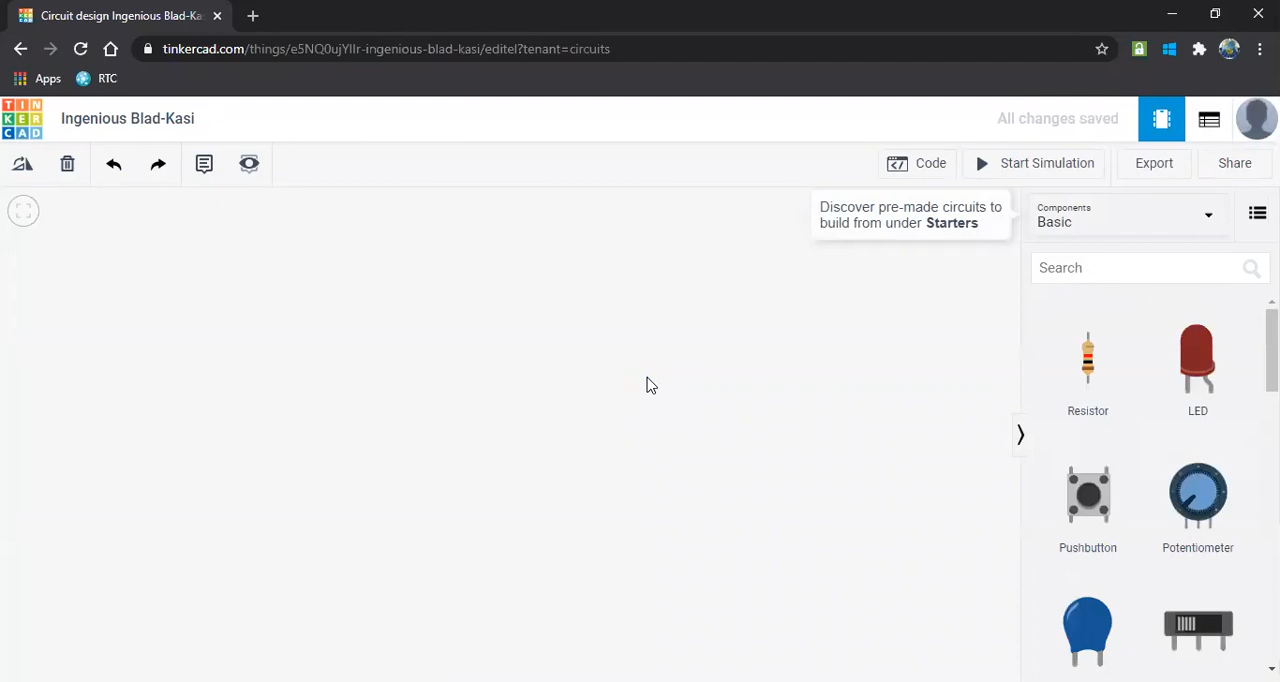 Circuit design Ingenious Blad-Ka
tinkercad.com/things/e5NQ0ujYIIr-ingenious-blad-kasi/editel?tenant=circuits
Apps RTC
TIN
KER
CAD
Ingenious Blad-Kasi
All changes saved
Code
Start Simulation
Export
Share
Discover pre-made circuits to
build from under Starters
Components
Basic
Search
Resistor
LED
Pushbutton
Potentiometer